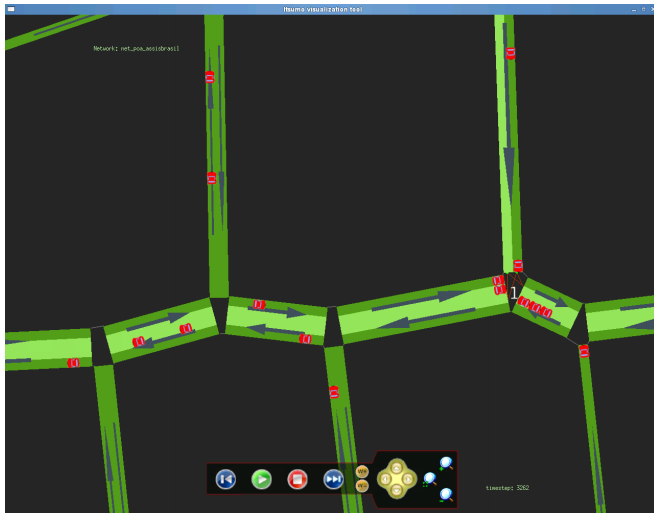 Itsumo visualization tool
Network: net_poa_assisbrasil
1
timestep: 3262